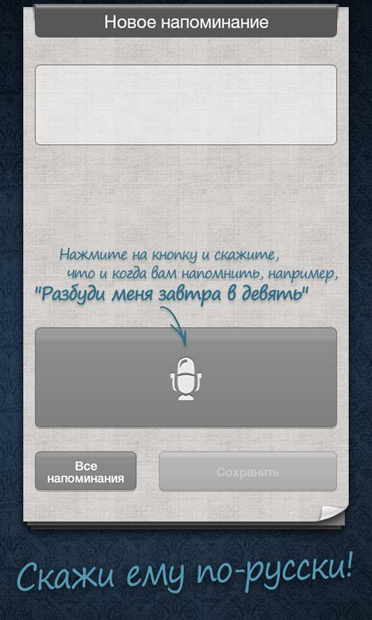 Новое напоминание
Нажмите на кнопку и скажите,
что и когда вам напомнить, например,
"Разбуди меня завтра в девять"
Все
напоминания
Сохранить
Скажи ему по-русски!